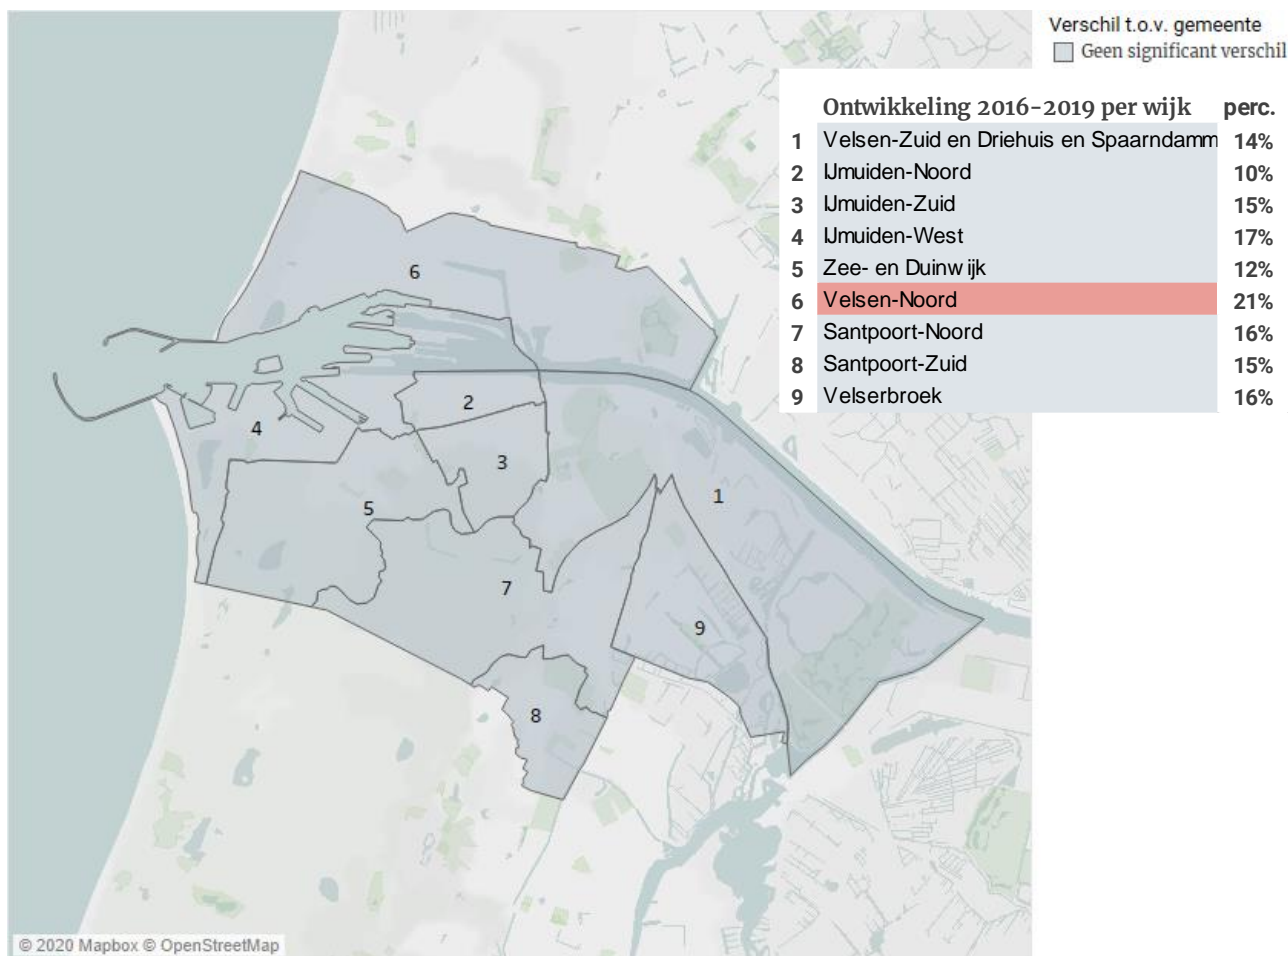 Verschil t.o.v. gemeente
Geen significant verschil
Ontwikkeling 2016-2019 per wijk perc.
1 Velsen-Zuid en Driehuis en Spaarndamm 14%
2 IJmuiden-Noord 10%
3 IJmuiden-Zuid 15%
4 IJmuiden-West 17%
5 Zee- en Duinwijk 12%
6 Velsen-Noord 21%
7 Santpoort-Noord 16%
8 Santpoort-Zuid 15%
9 Velserbroek 16%
6
2
4
3
1
5
7
9
8
© 2020 Mapbox © OpenStreetMap